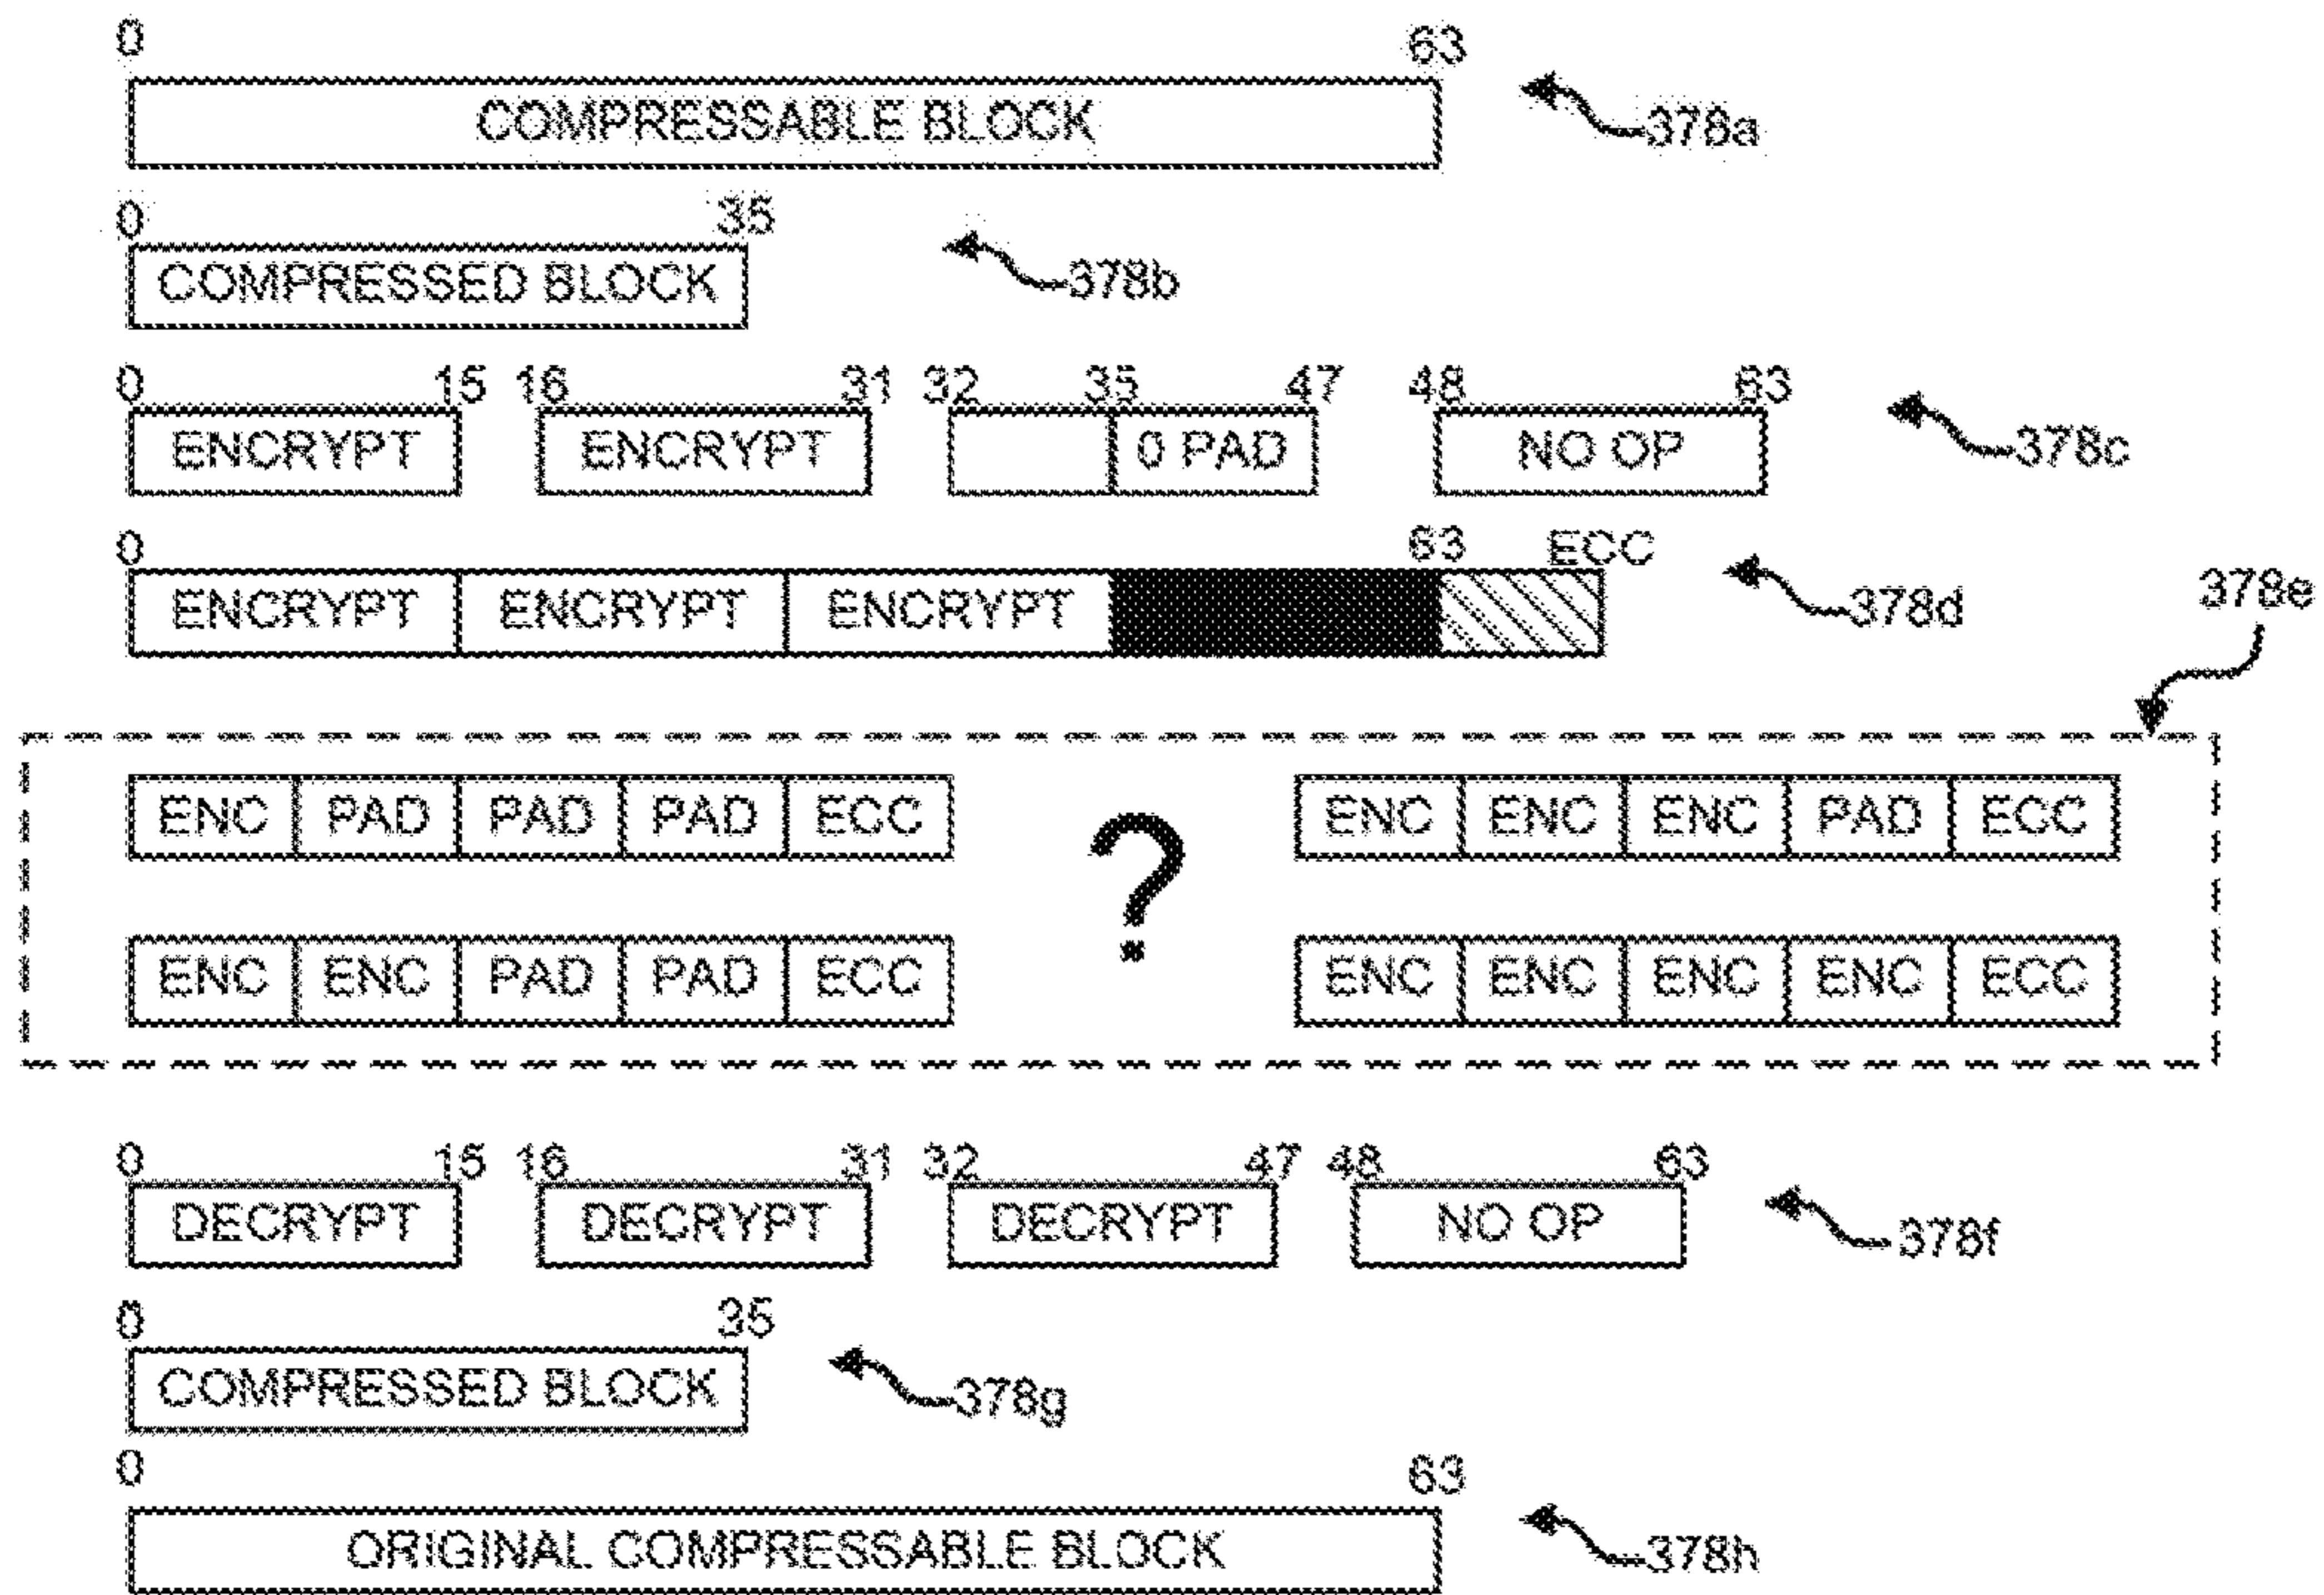 0 63
COMPRESSABLE BLOCK 378a
0 35
COMPRESSED BLOCK 378b
0 15 16 31 32 35 47 48 63
ENCRYPT ENCRYPT 0 PAD NO OP 378c
0 63 ECC
ENCRYPT ENCRYPT ENCRYPT 378d 378e
ENC PAD PAD PAD ECC ? ENC ENC ENC PAD ECC
ENC ENC PAD PAD ECC ENC ENC ENC ENC ECC
0 15 16 31 32 47 48 63
DECRYPT DECRYPT DECRYPT NO OP 378f
0 35
COMPRESSED BLOCK 378g
0 63
ORIGINAL COMPRESSABLE BLOCK 378h